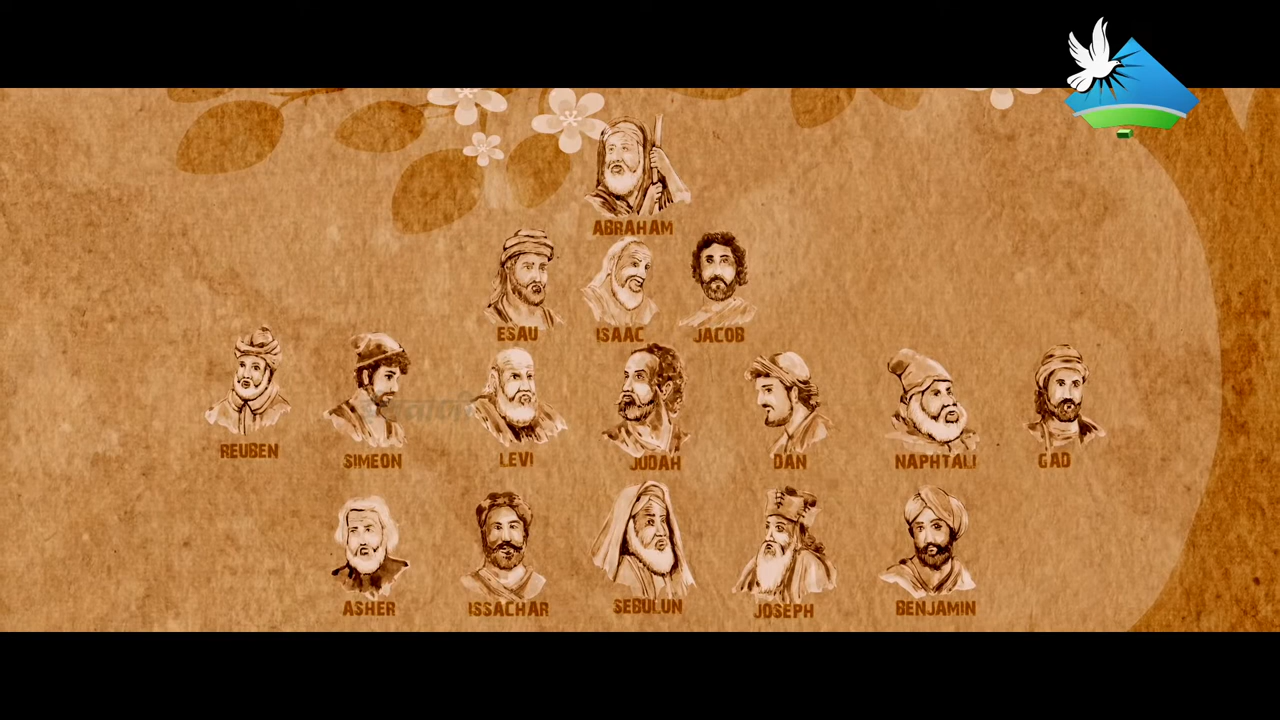 ABRAHAM
ESAU ISAAC JACOB
REUBEN SIMEON LEVI JUDAH DAN NAPHTALI GAD
ASHER ISSACHAR SEBULUN JOSEPH BENJAMIN